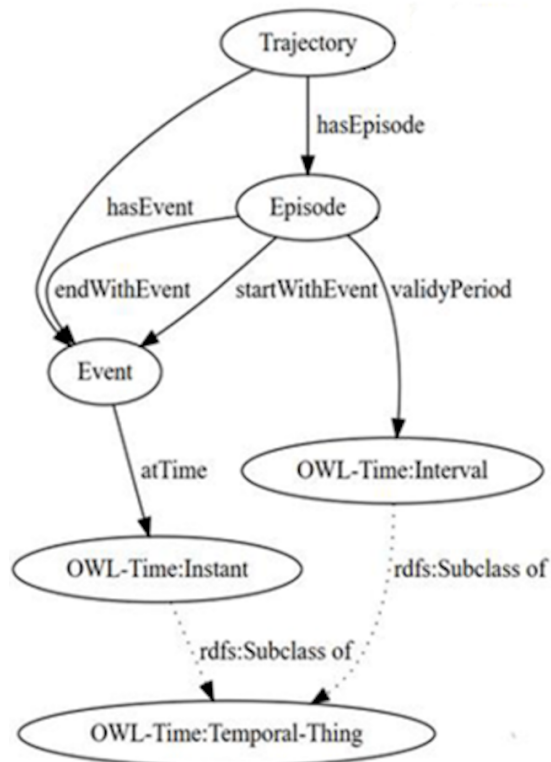 Trajectory
hasEpisode
hasEvent
Episode
endWithEvent
startWithEvent
validyPeriod
Event
atTime
OWL-Time:Interval
OWL-Time:Instant
rdfs:Subclass of
rdfs:Subclass of
OWL-Time:Temporal-Thing